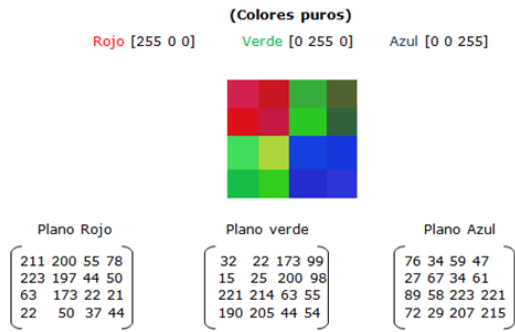 (Colores puros)
Rojo [255 0 0] Verde [0 255 0] Azul [0 0 255]
Plano Rojo Plano verde Plano Azul
211 200 55 78 32 22 173 99 76 34 59 47
223 197 44 50 15 25 200 98 27 67 34 61
63 173 22 21 221 214 63 55 89 58 223 221
22 50 37 44 190 205 44 54 72 29 207 215